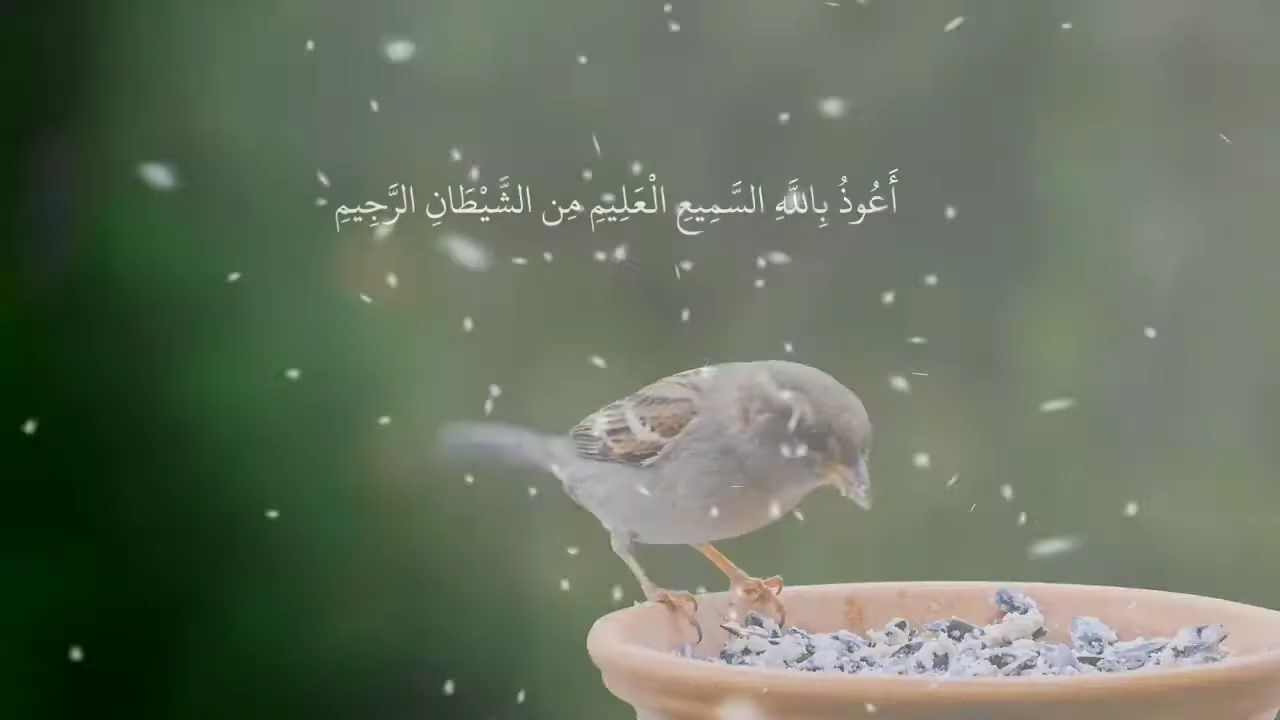 أَعُوذُ بِاللَّهِ السَّمِيعِ الْعَلِيمِ مِن الشَّيْطَانِ الرَّجِيمِ